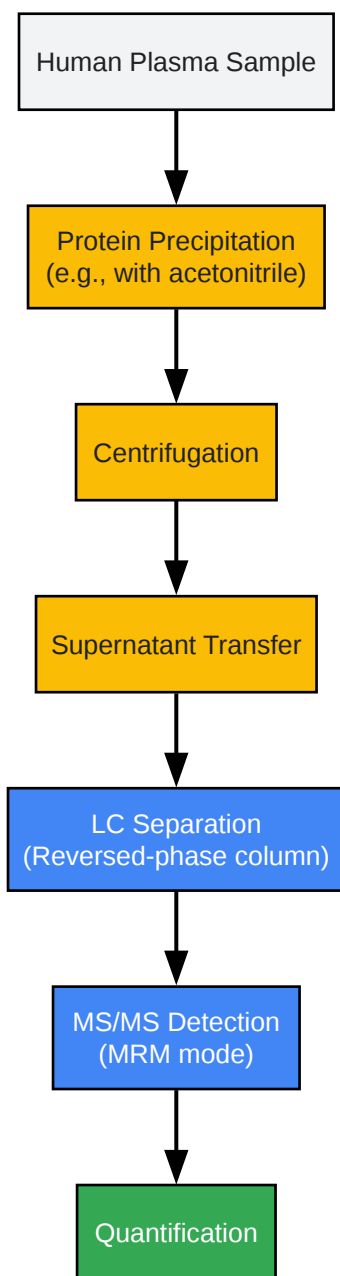 Human Plasma Sample
Protein Precipitation
(e.g., with acetonitrile)
Centrifugation
Supernatant Transfer
LC Separation
(Reversed-phase column)
MS/MS Detection
(MRM mode)
Quantification